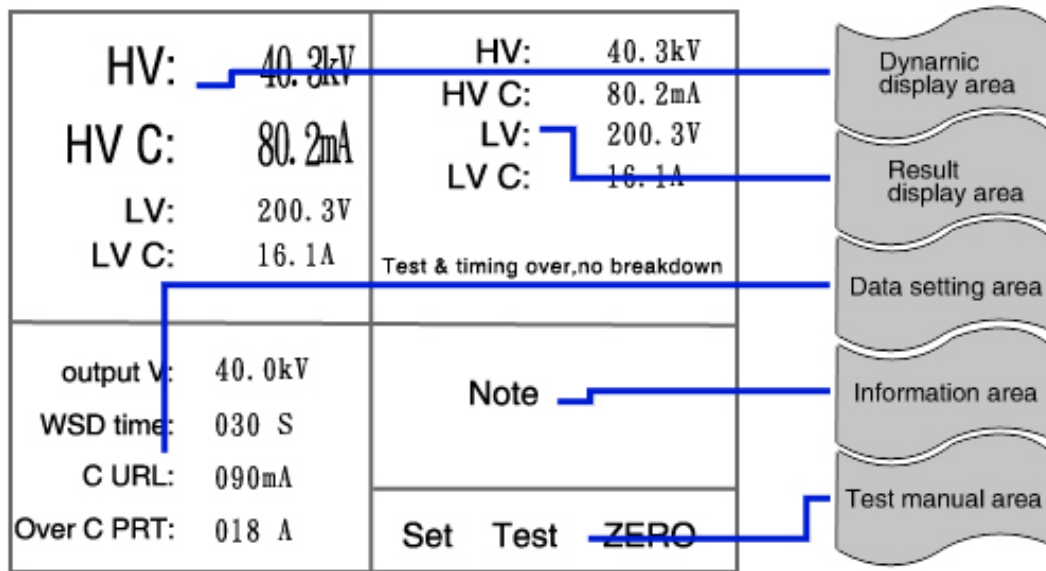 HV: 40.3kV
HV C: 80.2mA
LV: 200.3V
LV C: 16.1A
HV: 40.3kV
HV C: 80.2mA
LV: 200.3V
LV C: 16.1A
Test & timing over,no breakdown
output V: 40.0kV
WSD time: 030 S
C URL: 090mA
Over C PRT: 018 A
Note
Set Test ZERO
Dynarnic
display area
Result
display area
Data setting area
Information area
Test manual area